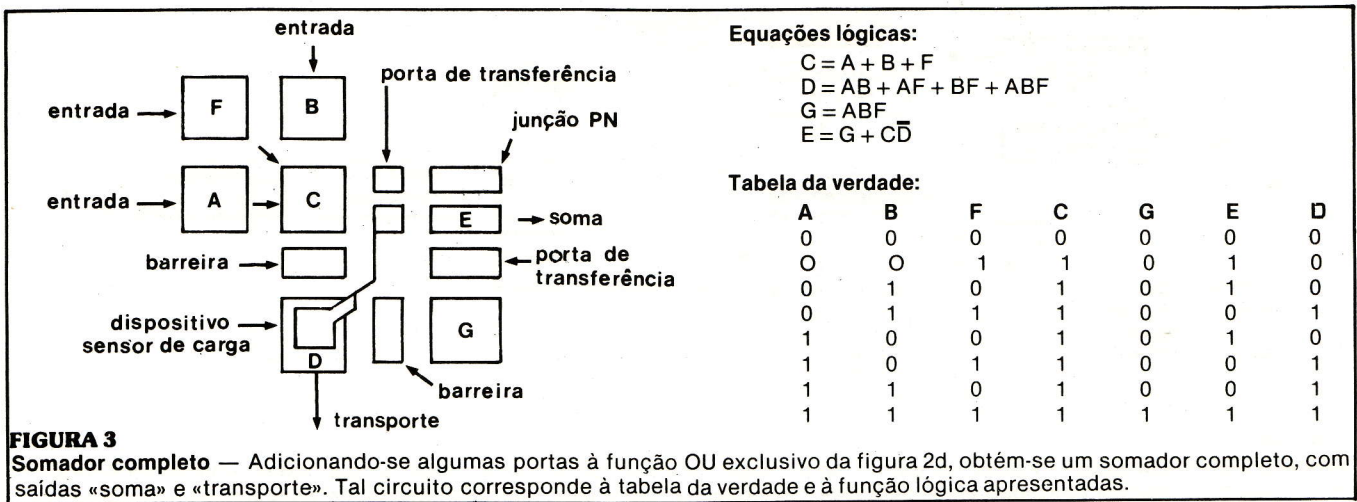 entrada
entrada
F
B
porta de transferência
junção PN
entrada
A
C
E
soma
barreira
porta de
transferência
dispositivo
sensor de carga
D
G
barreira
transporte
Equações lógicas:
C = A + B + F
D = AB + AF + BF + ABF
G = ABF
E = G + CD̅
Tabela da verdade:
A B F C G E D
0 0 0 0 0 0 0
O O 1 1 0 1 0
0 1 0 1 0 1 0
0 1 1 1 0 0 1
1 0 0 1 0 1 0
1 0 1 1 0 0 1
1 1 0 1 0 0 1
1 1 1 1 1 1 1
FIGURA 3
Somador completo — Adicionando-se algumas portas à função OU exclusivo da figura 2d, obtém-se um somador completo, com
saídas «soma» e «transporte». Tal circuito corresponde à tabela da verdade e à função lógica apresentadas.